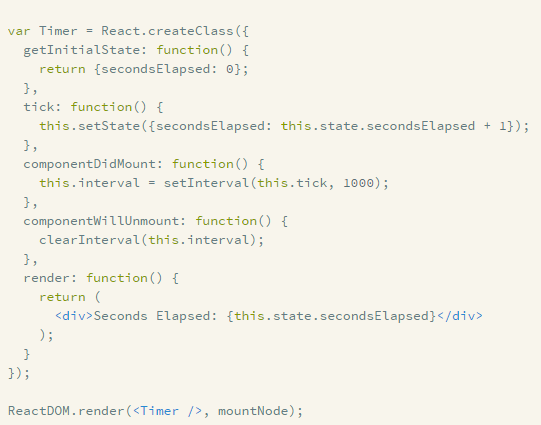 var Timer = React.createClass({
  getInitialState: function() {
    return {secondsElapsed: 0};
  },
  tick: function() {
    this.setState({secondsElapsed: this.state.secondsElapsed + 1});
  },
  componentDidMount: function() {
    this.interval = setInterval(this.tick, 1000);
  },
  componentWillUnmount: function() {
    clearInterval(this.interval);
  },
  render: function() {
    return (
      <div>Seconds Elapsed: {this.state.secondsElapsed}</div>
    );
  }
});

ReactDOM.render(<Timer />, mountNode);